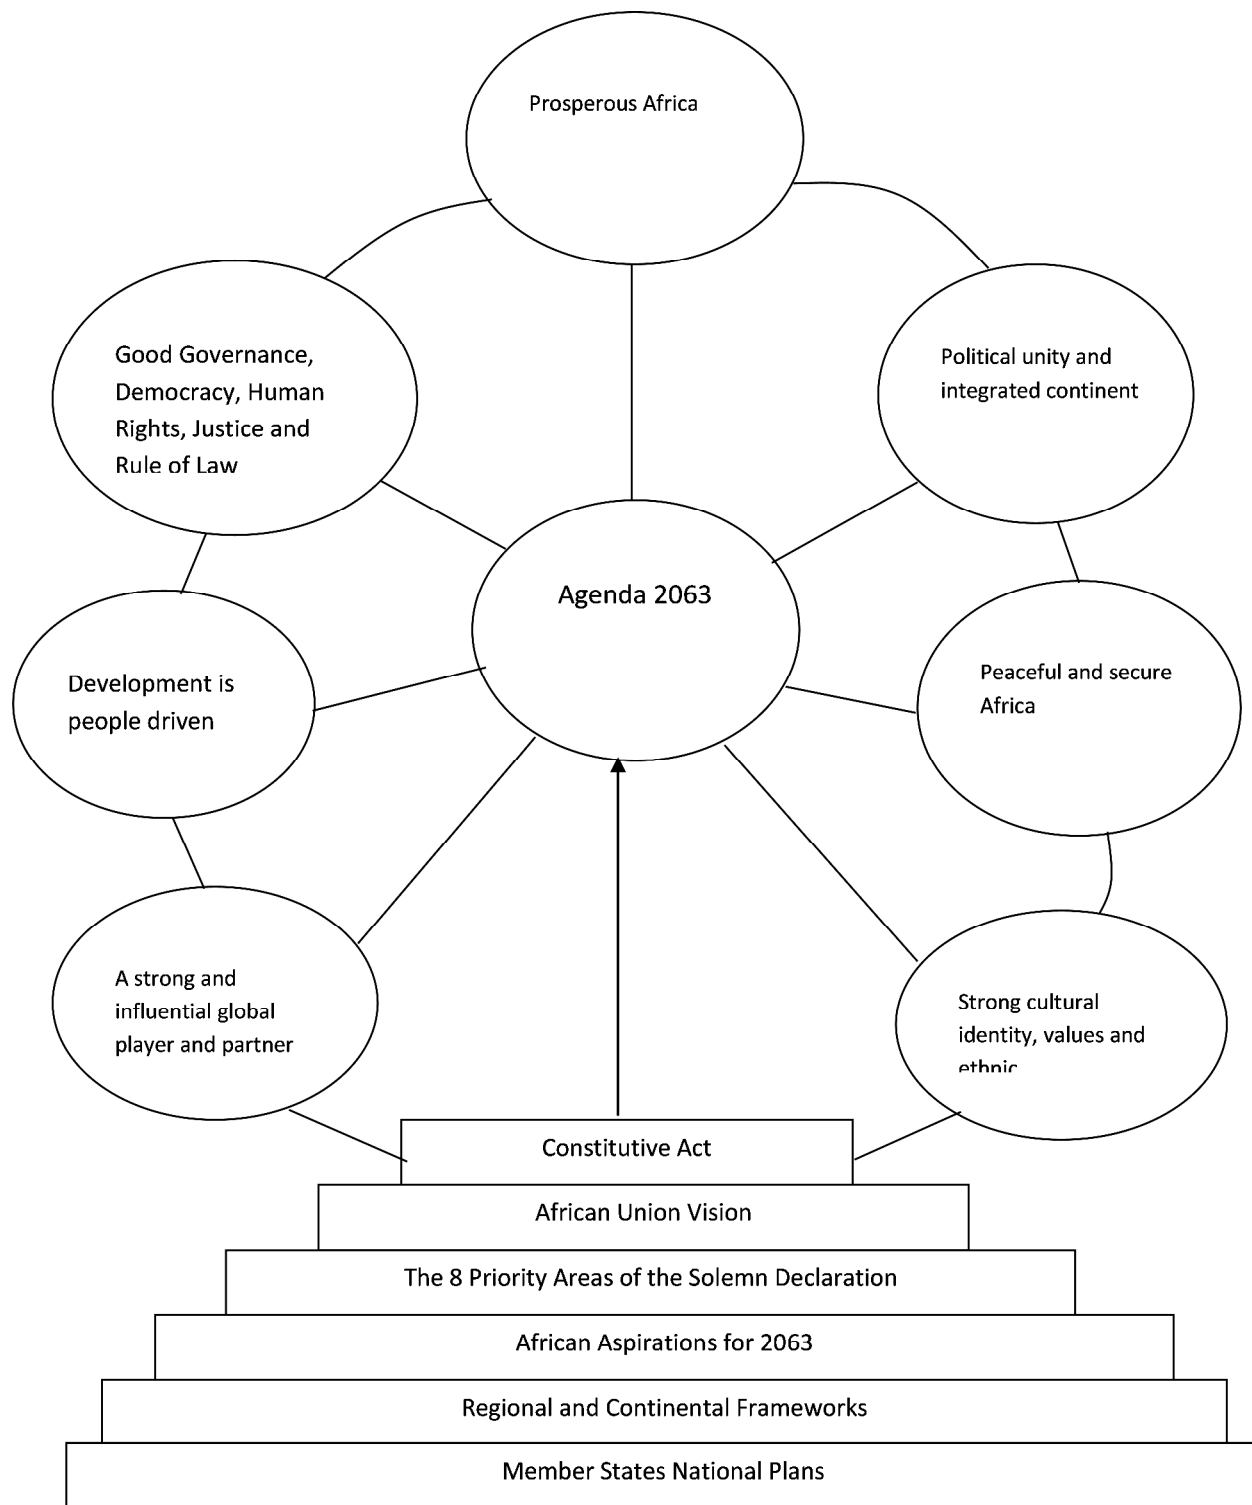 Prosperous Africa
Good Governance,
Democracy, Human
Rights, Justice and
Rule of Law
Political unity and
integrated continent
Agenda 2063
Development is
people driven
Peaceful and secure
Africa
A strong and
influential global
player and partner
Strong cultural
identity, values and
ethnic
Constitutive Act
African Union Vision
The 8 Priority Areas of the Solemn Declaration
African Aspirations for 2063
Regional and Continental Frameworks
Member States National Plans